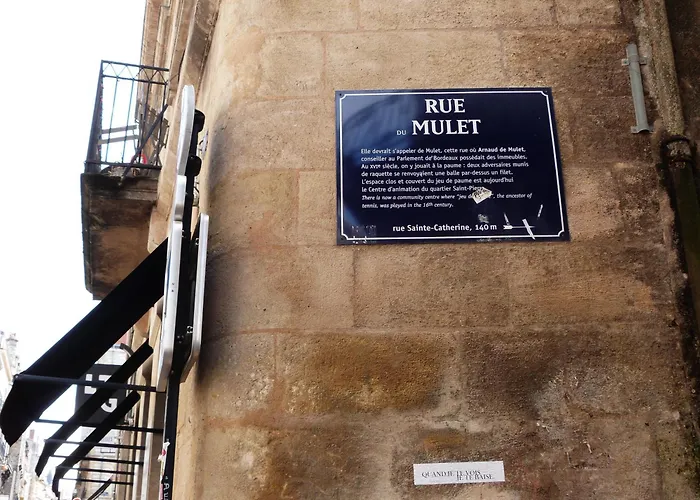 RUE
DU MULET
Elle devrait s'appeler de Mulet, cette rue où Arnaud de Mulet,
conseiller au Parlement de Bordeaux possédait des immeubles.
Au XVIe siècle, on y jouait à la paume : deux adversaires munis
de raquette se renvoyaient une balle par-dessus un filet.
L'espace clos et couvert du jeu de paume est aujourd'hui
le Centre d'animation du quartier Saint-Pierre.
There is now a community centre where "jeu de , the ancestor of
tennis, was played in the 16th century.
rue Sainte-Catherine, 140 m
QUAND JE TE VOIS
JE TE BAISE